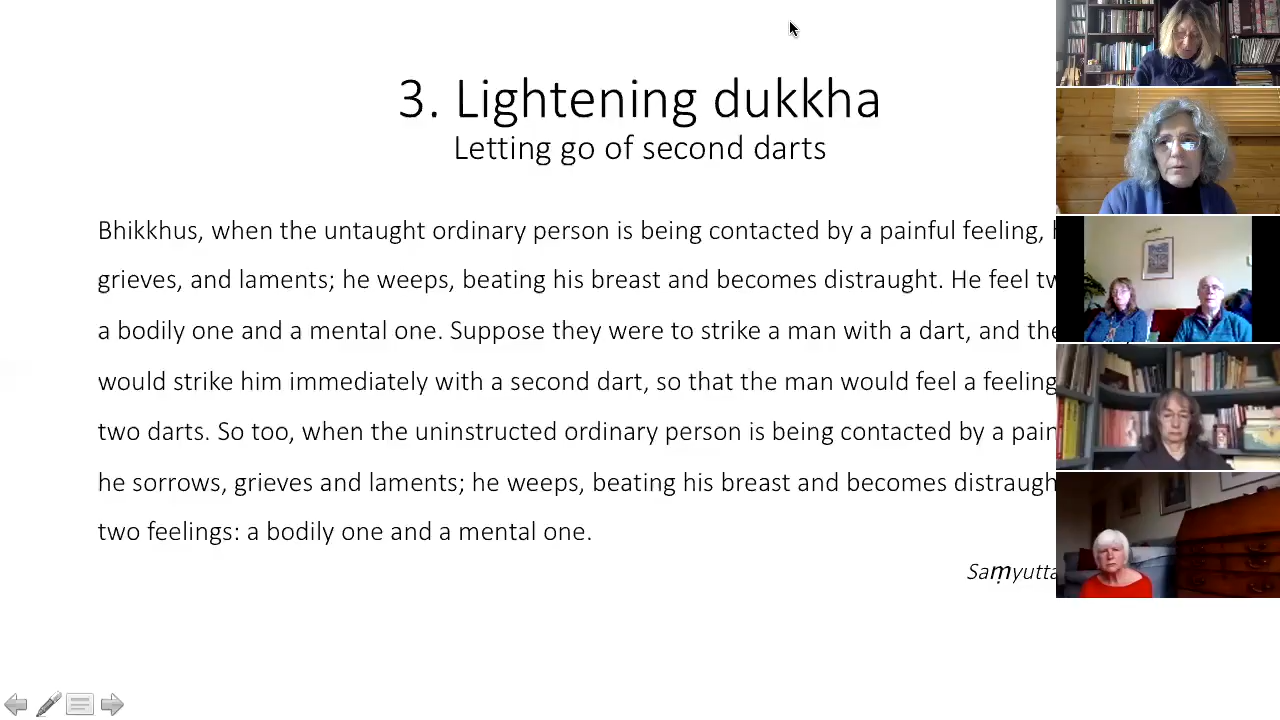 3. Lightening dukkha
Letting go of second darts
Bhikkhus, when the untaught ordinary person is being contacted by a painful feeling,
grieves, and laments; he weeps, beating his breast and becomes distraught. He feel
a bodily one and a mental one. Suppose they were to strike a man with a dart, and
would strike him immediately with a second dart, so that the man would feel a feeling
two darts. So too, when the uninstructed ordinary person is being contacted by a
he sorrows, grieves and laments; he weeps, beating his breast and becomes
two feelings: a bodily one and a mental one.